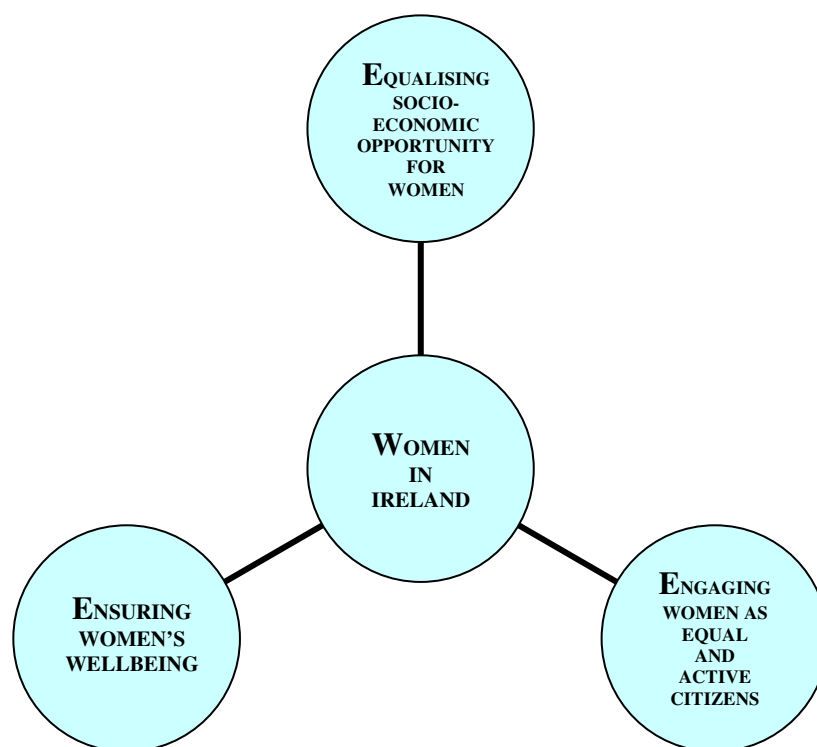 EQUALISING
SOCIO-
ECONOMIC
OPPORTUNITY
FOR
WOMEN
WOMEN
IN
IRELAND
ENSURING
WOMEN'S
WELLBEING
ENGAGING
WOMEN AS
EQUAL
AND
ACTIVE
CITIZENS